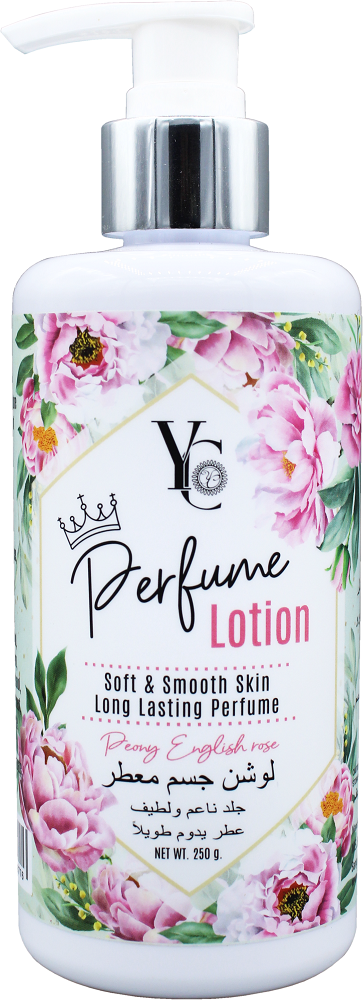 YC
Perfume
Lotion
Soft & Smooth Skin
Long Lasting Perfume
Peony English rose
لوشن جسم معطر
جلد ناعم ولطيف
عطر يدوم طويلاً
NET WT. 250 g.